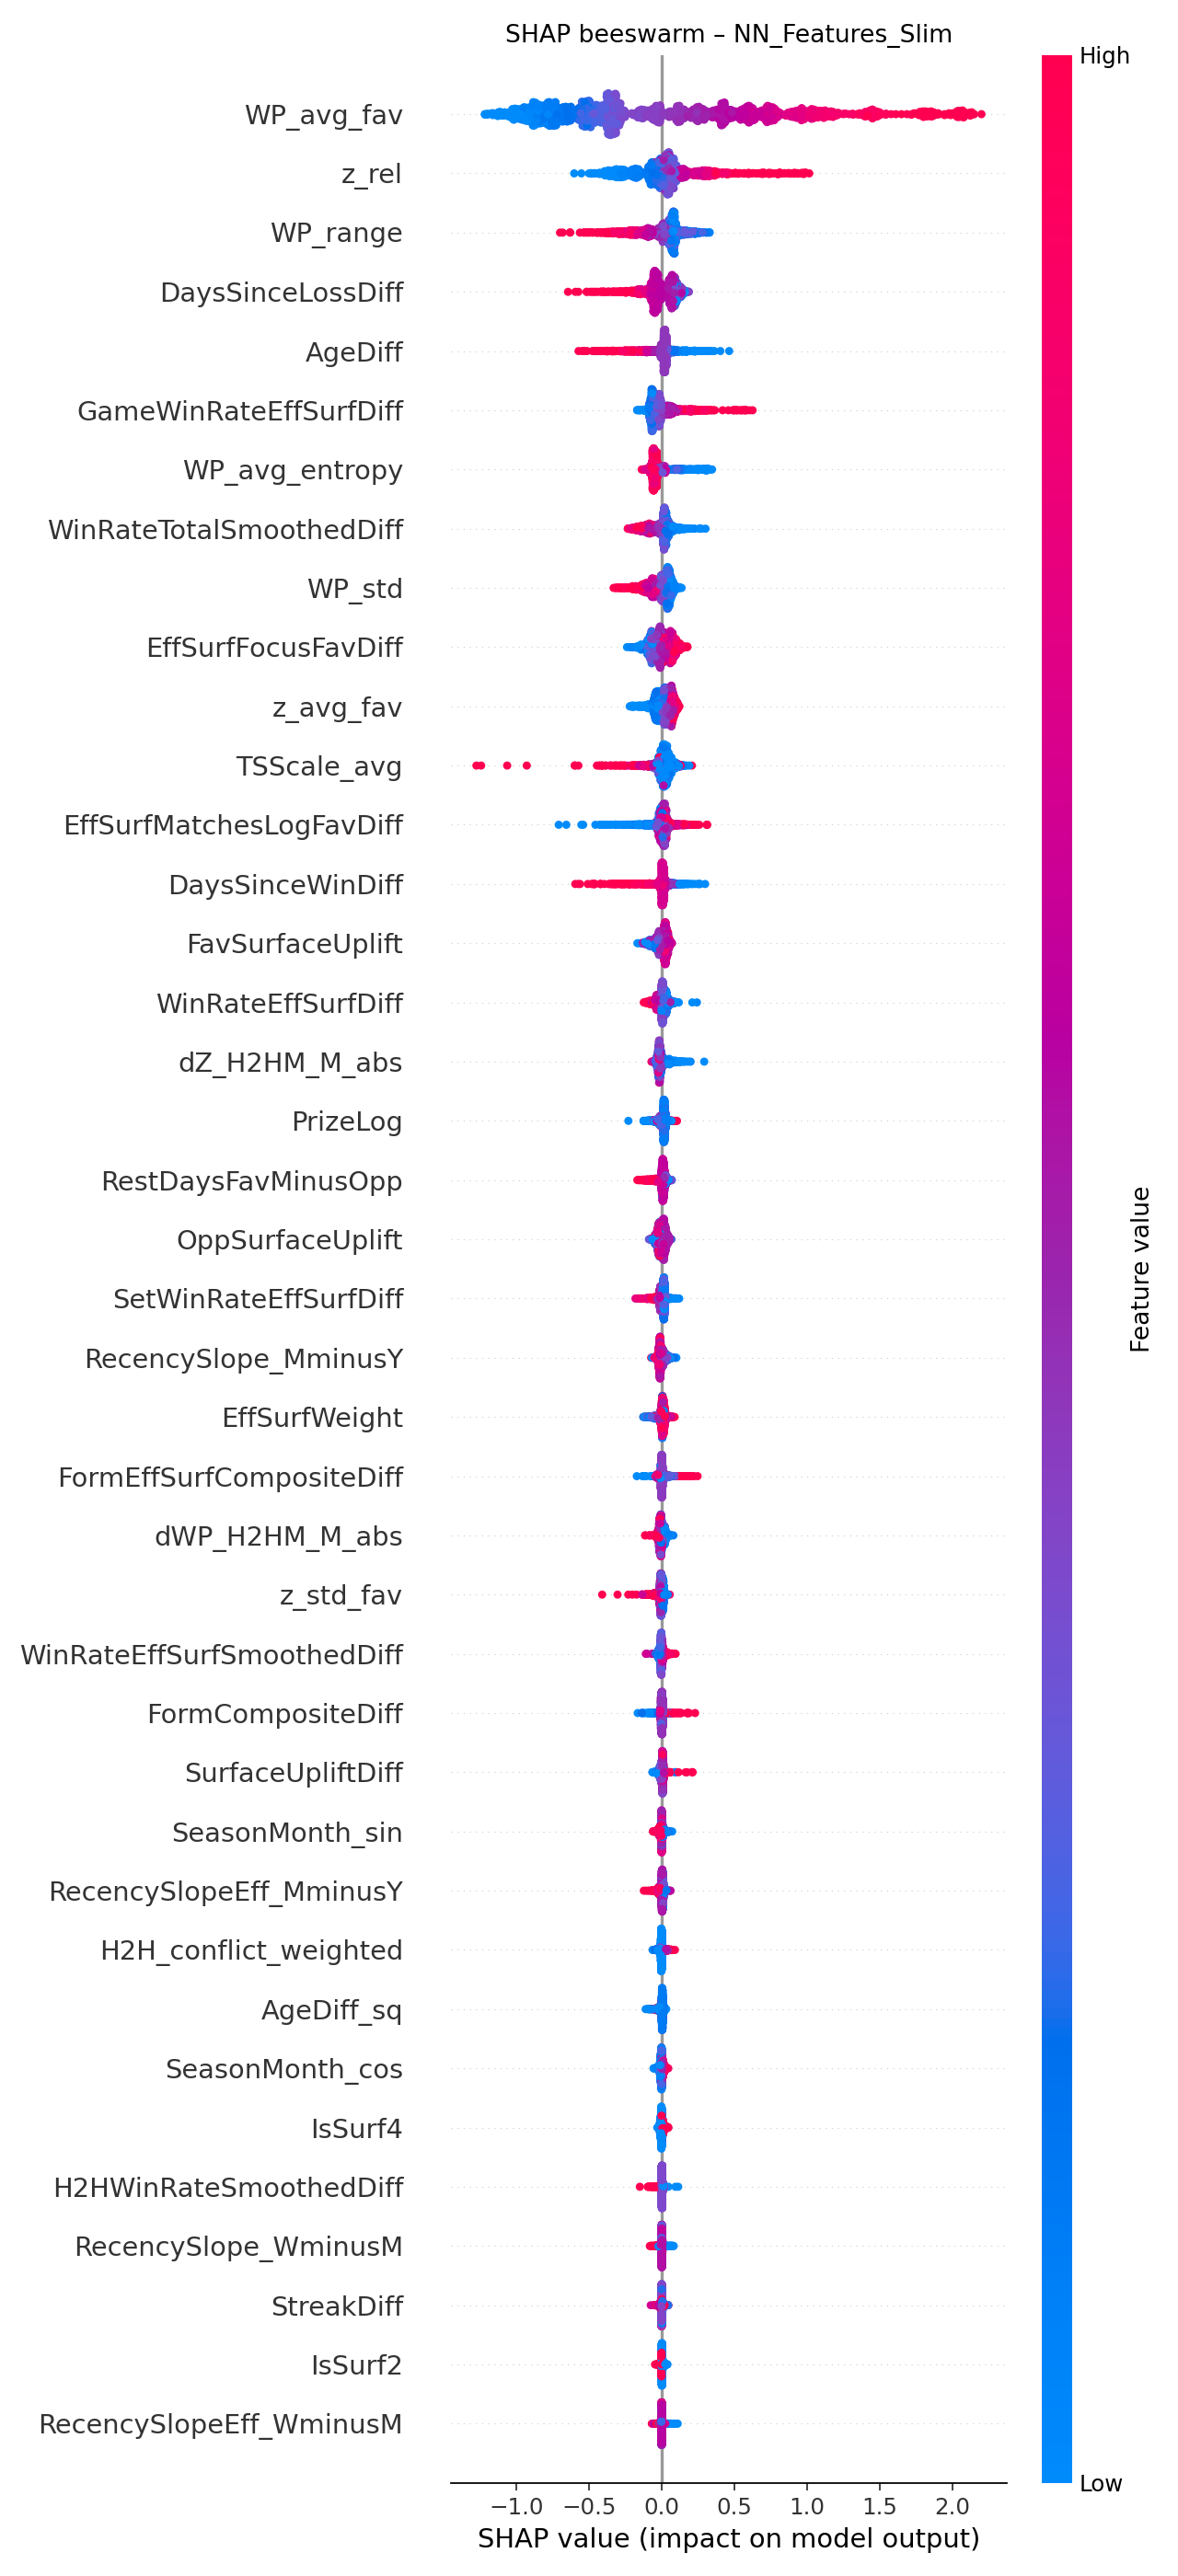 SHAP beeswarm – NN_Features_Slim
High
WP_avg_fav
z_rel
WP_range
DaysSinceLossDiff
AgeDiff
GameWinRateEffSurfDiff
WP_avg_entropy
WinRateTotalSmoothedDiff
WP_std
EffSurfFocusFavDiff
z_avg_fav
TSScale_avg
EffSurfMatchesLogFavDiff
DaysSinceWinDiff
FavSurfaceUplift
WinRateEffSurfDiff
dZ_H2HM_M_abs
PrizeLog
RestDaysFavMinusOpp
OppSurfaceUplift
SetWinRateEffSurfDiff
RecencySlope_MminusY
EffSurfWeight
FormEffSurfCompositeDiff
dWP_H2HM_M_abs
z_std_fav
WinRateEffSurfSmoothedDiff
FormCompositeDiff
SurfaceUpliftDiff
SeasonMonth_sin
RecencySlopeEff_MminusY
H2H_conflict_weighted
AgeDiff_sq
SeasonMonth_cos
IsSurf4
H2HWinRateSmoothedDiff
RecencySlope_WminusM
StreakDiff
IsSurf2
RecencySlopeEff_WminusM
Feature value
Low
−1.0 −0.5 0.0 0.5 1.0 1.5 2.0
SHAP value (impact on model output)